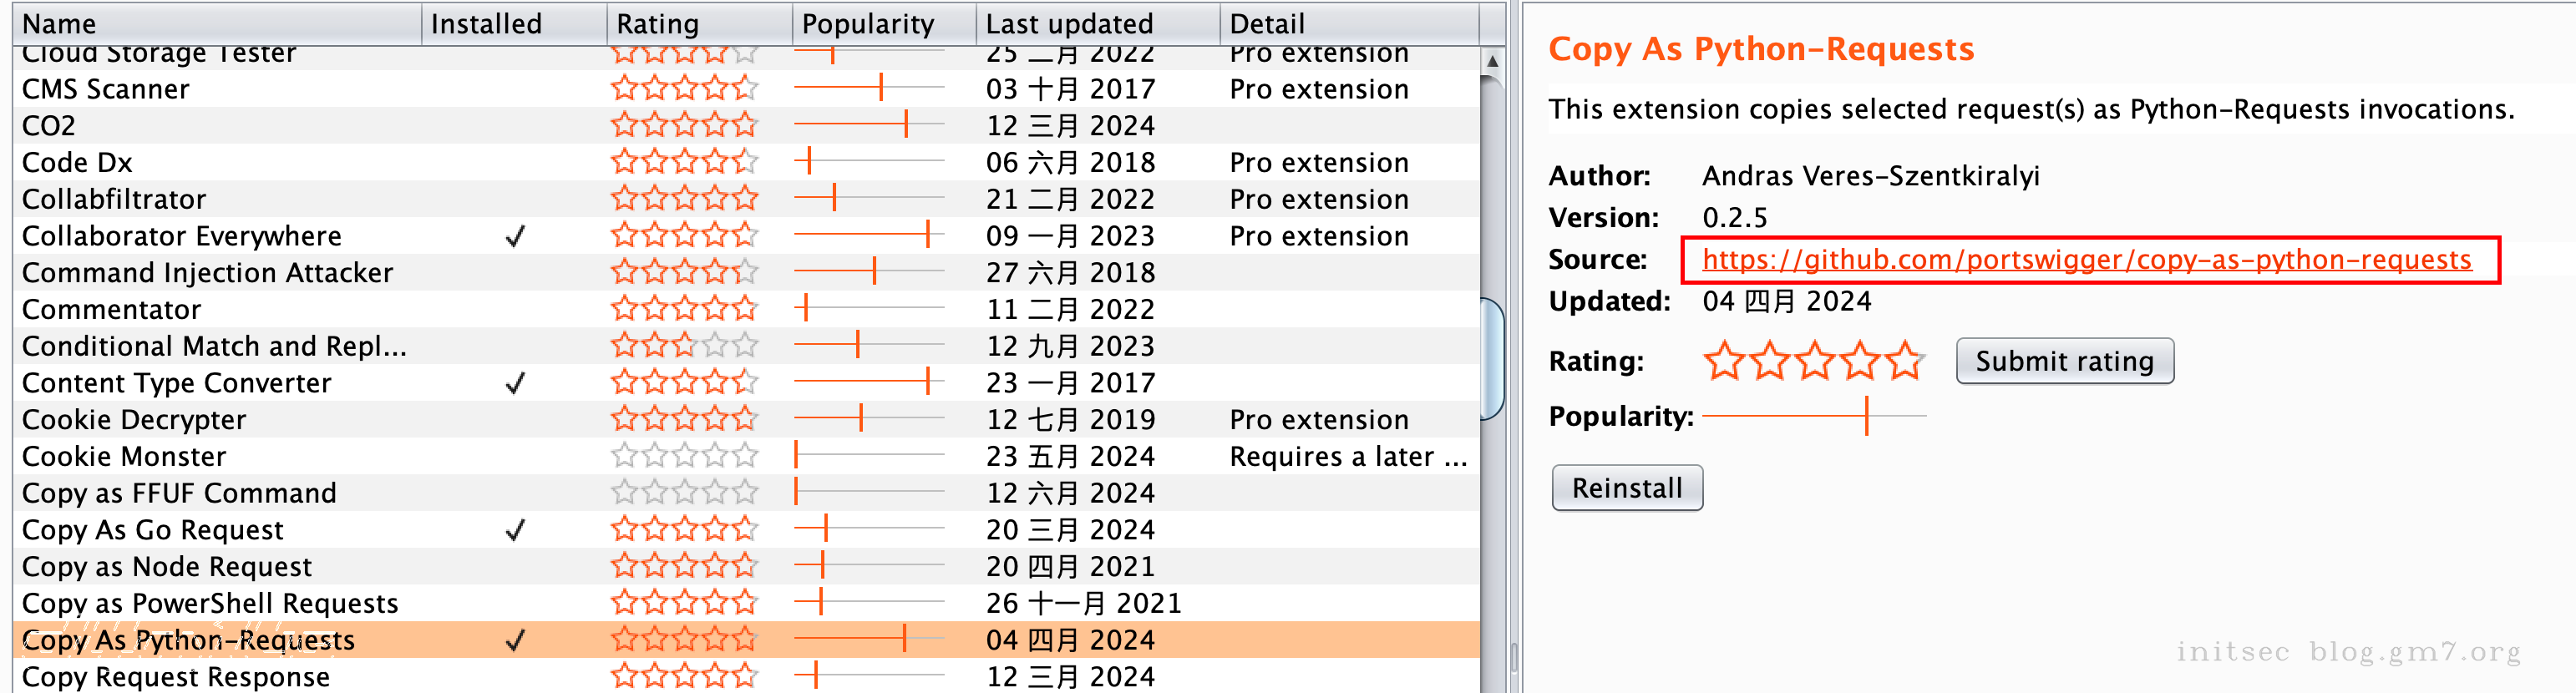 Name Installed Rating Popularity Last updated Detail
Cloud Storage Tester 25 二月 2022 Pro extension
CMS Scanner 03 十月 2017 Pro extension
CO2 12 三月 2024
Code Dx 06 六月 2018 Pro extension
Collabfiltrator 21 二月 2022 Pro extension
Collaborator Everywhere ✓ 09 一月 2023 Pro extension
Command Injection Attacker 27 六月 2018
Commentator 11 二月 2022
Conditional Match and Repl... 12 九月 2023
Content Type Converter ✓ 23 一月 2017
Cookie Decrypter 12 七月 2019 Pro extension
Cookie Monster 23 五月 2024 Requires a later ...
Copy as FFUF Command 12 六月 2024
Copy As Go Request ✓ 20 三月 2024
Copy as Node Request 20 四月 2021
Copy as PowerShell Requests 26 十一月 2021
Copy As Python-Requests ✓ 04 四月 2024
Copy Request Response 12 三月 2024
Copy As Python-Requests
This extension copies selected request(s) as Python-Requests invocations.
Author: Andras Veres-Szentkiralyi
Version: 0.2.5
Source: https://github.com/portswigger/copy-as-python-requests
Updated: 04 四月 2024
Rating: Submit rating
Popularity:
Reinstall
initsec blog.gm7.org